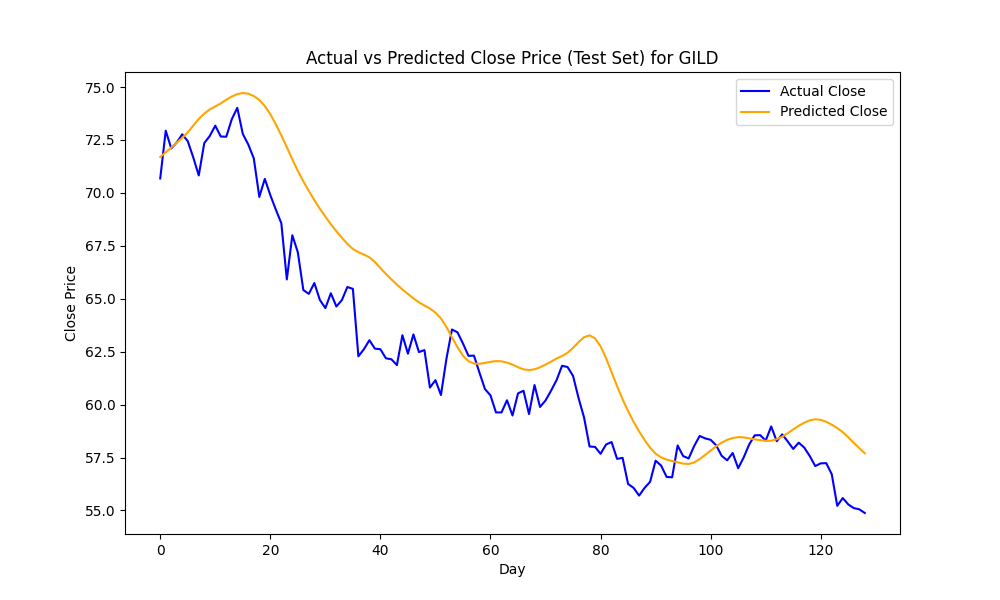 Actual vs Predicted Close Price (Test Set) for GILD
Actual Close
Predicted Close
75.0
72.5
70.0
67.5
65.0
62.5
60.0
57.5
55.0
Close Price
0 20 40 60 80 100 120
Day